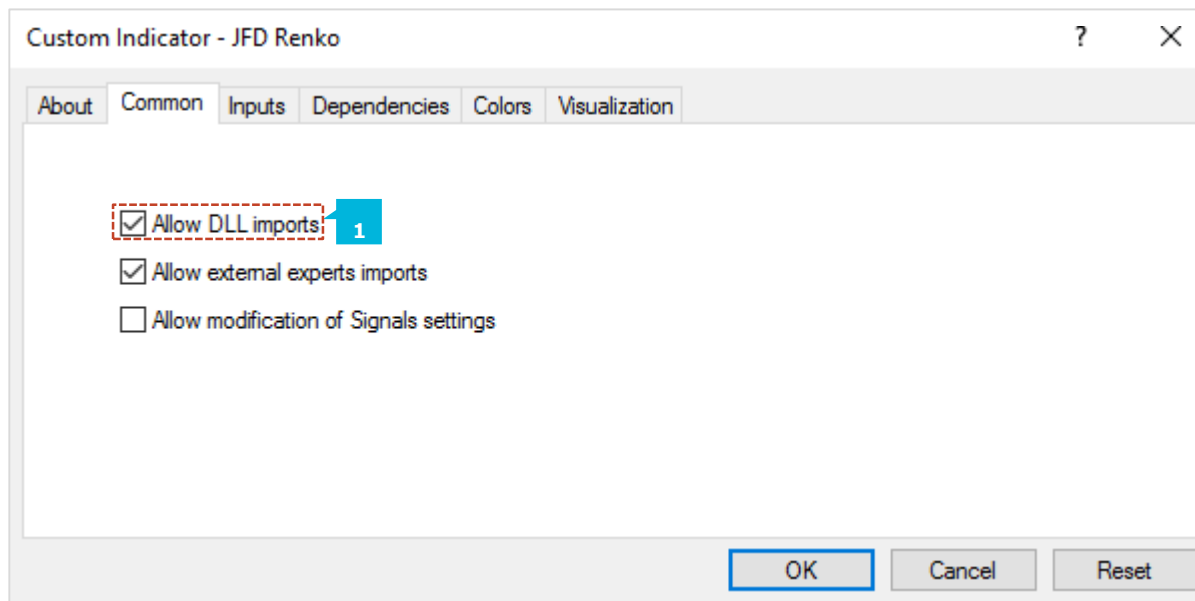 Custom Indicator - JFD Renko ?
About Common Inputs Dependencies Colors Visualization
Allow DLL imports 1
Allow external experts imports
Allow modification of Signals settings
OK Cancel Reset